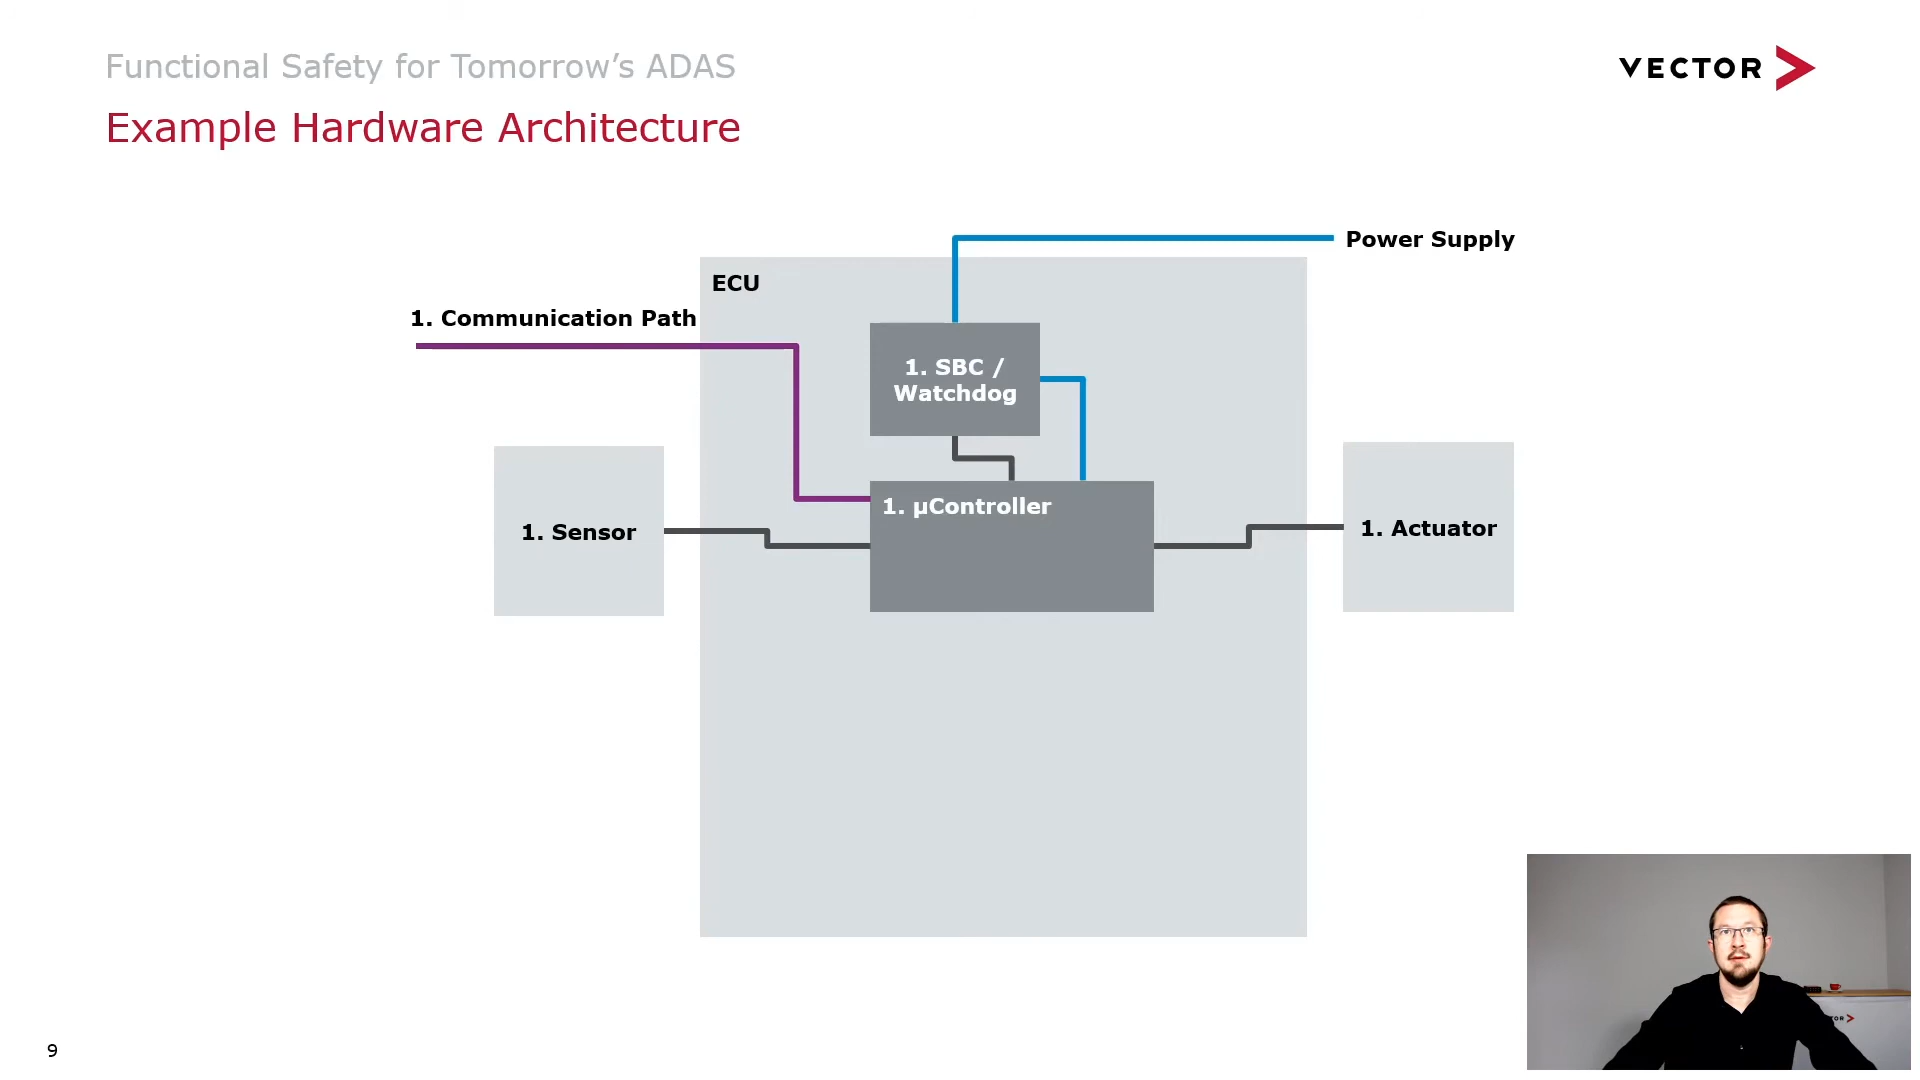 Functional Safety for Tomorrow’s ADAS
VECTOR
Example Hardware Architecture
Power Supply
ECU
1. Communication Path
1. SBC /
Watchdog
1. µController
1. Sensor
1. Actuator
9